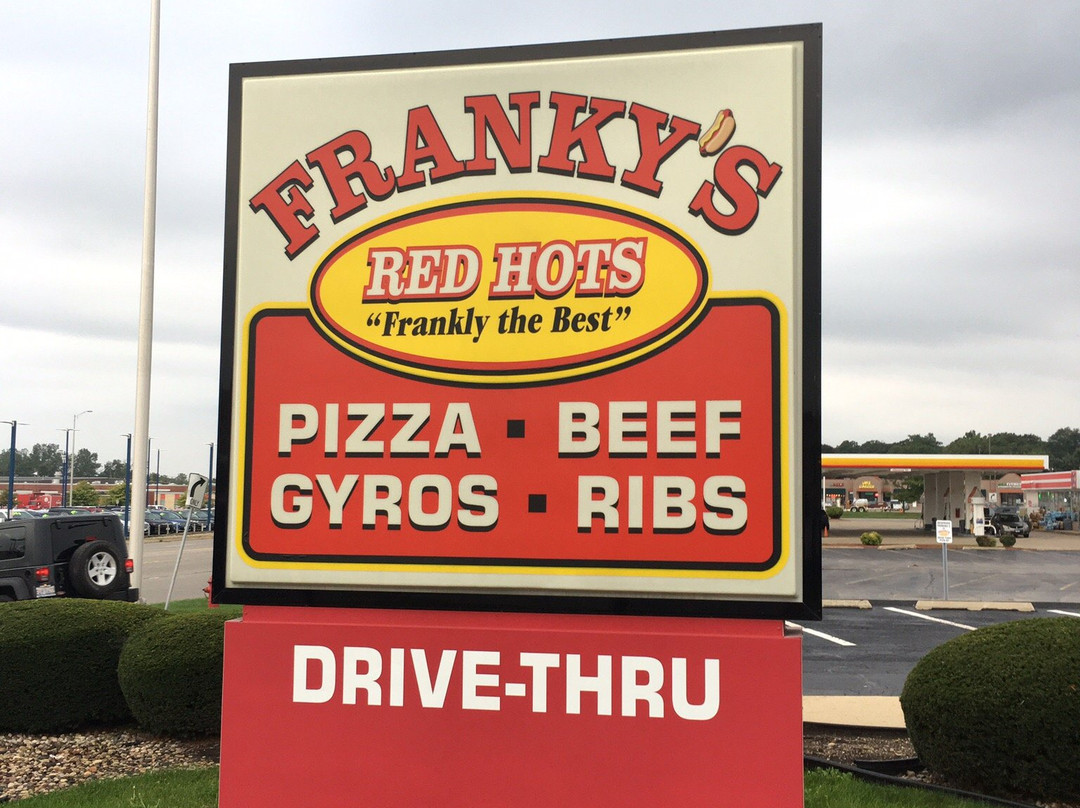 FRANKY'S
RED HOTS
“Frankly the Best”
PIZZA ▪ BEEF
GYROS ▪ RIBS
DRIVE-THRU